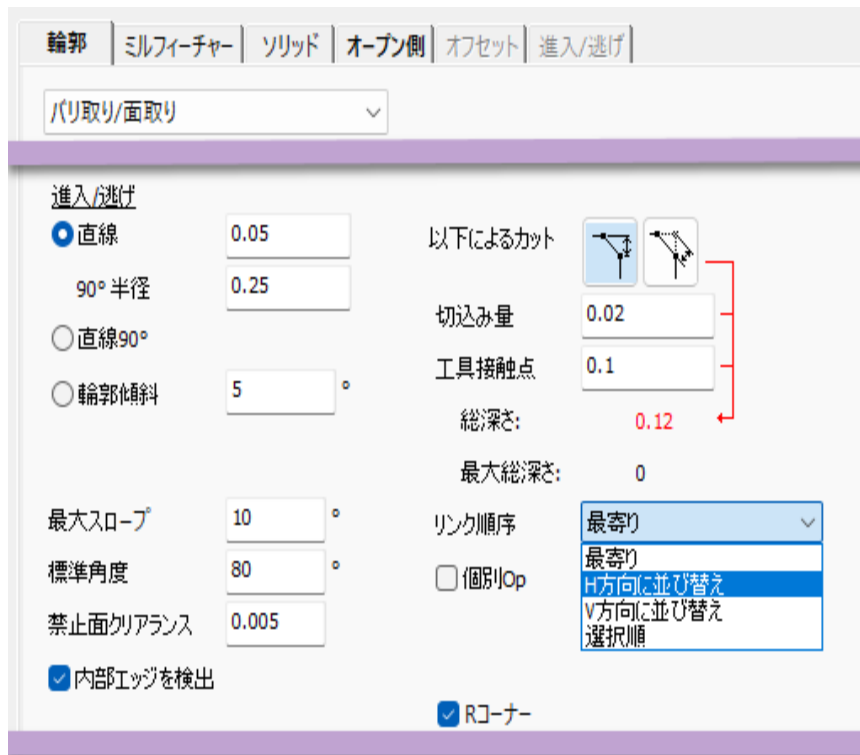 輪郭 ミルフィーチャー ソリッド オープン側 オフセット 進入/逃げ
バリ取り/面取り
進入/逃げ
直線 0.05
90° 半径 0.25
直線90°
輪郭傾斜 5 °
以下によるカット
切込み量 0.02
工具接触点 0.1
総深さ: 0.12
最大総深さ: 0
最大スロープ 10 °
標準角度 80 °
禁止面クリアランス 0.005
内部エッジを検出
リンク順序 最寄り
最寄り
H方向に並び替え
V方向に並び替え
選択順
個別Op
Rコーナー